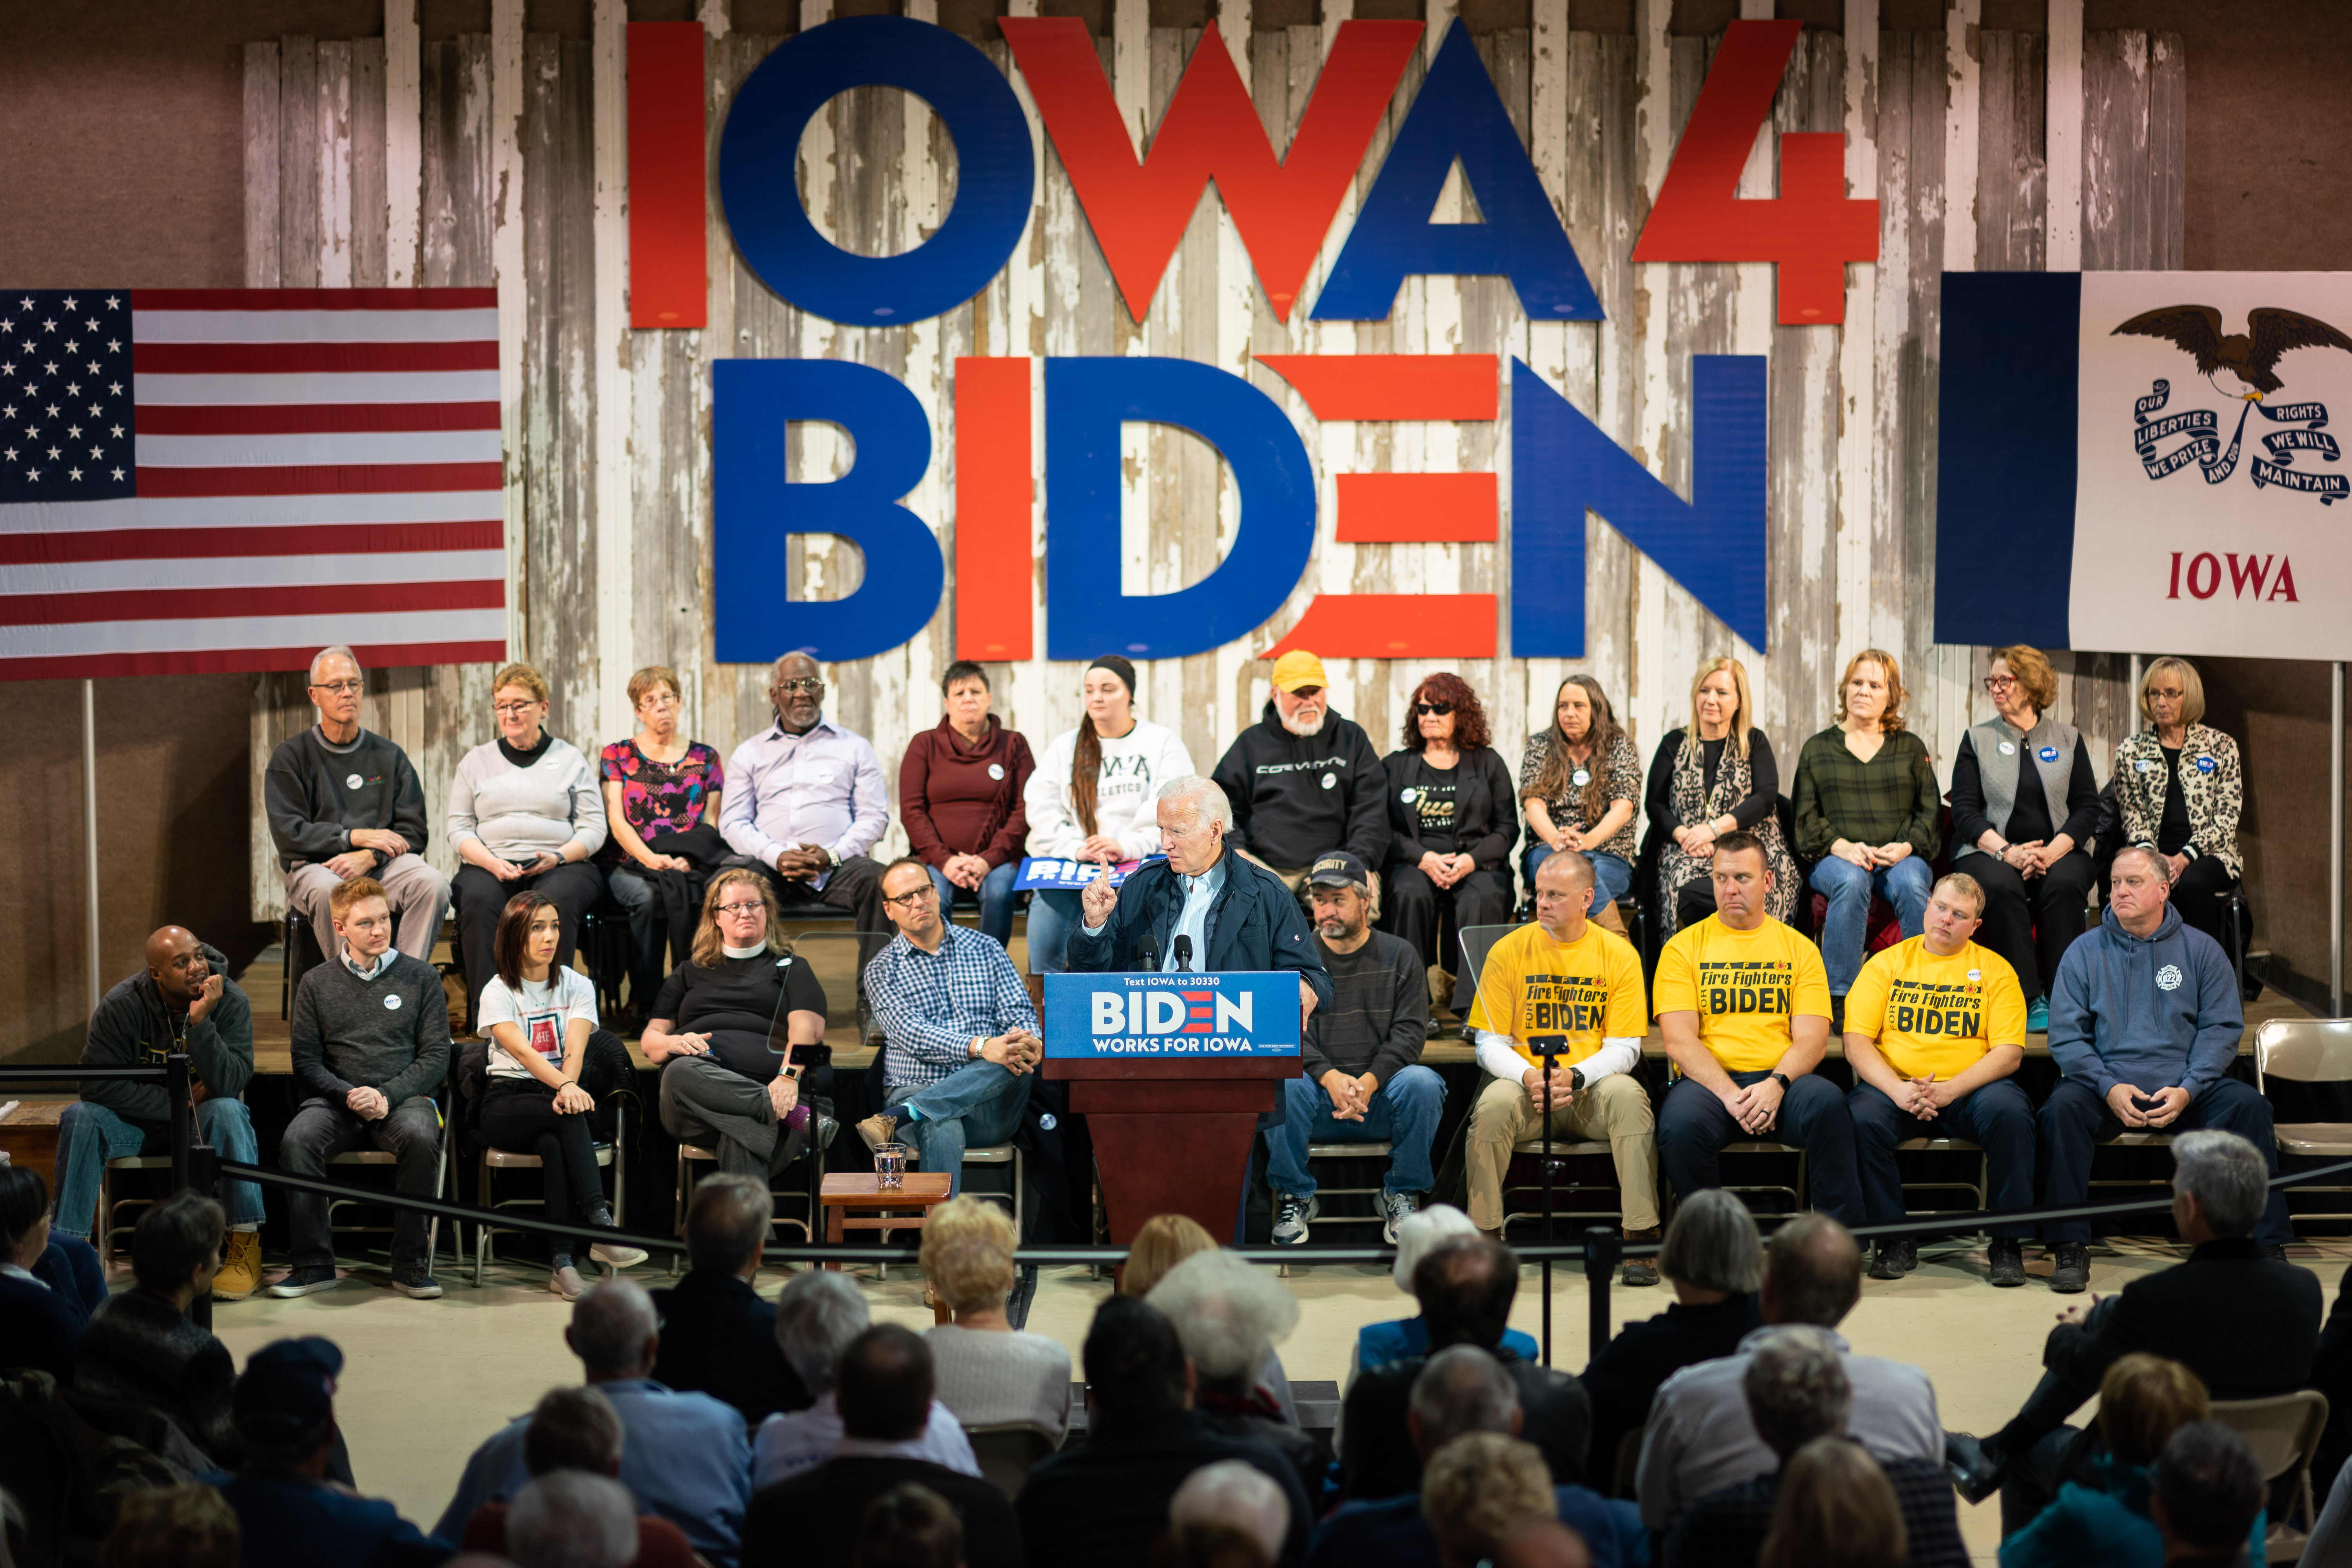 IOWA 4
BIDEN
OUR
LIBERTIES
WE PRIZE
AND OUR
RIGHTS
WE WILL
MAINTAIN
IOWA
CORVETTE
SECURITY
Text IOWA to 30330
BIDEN
WORKS FOR IOWA
IAFF
Fire Fighters
FOR BIDEN
IAFF
Fire Fighters
FOR BIDEN
IAFF
Fire Fighters
FOR BIDEN